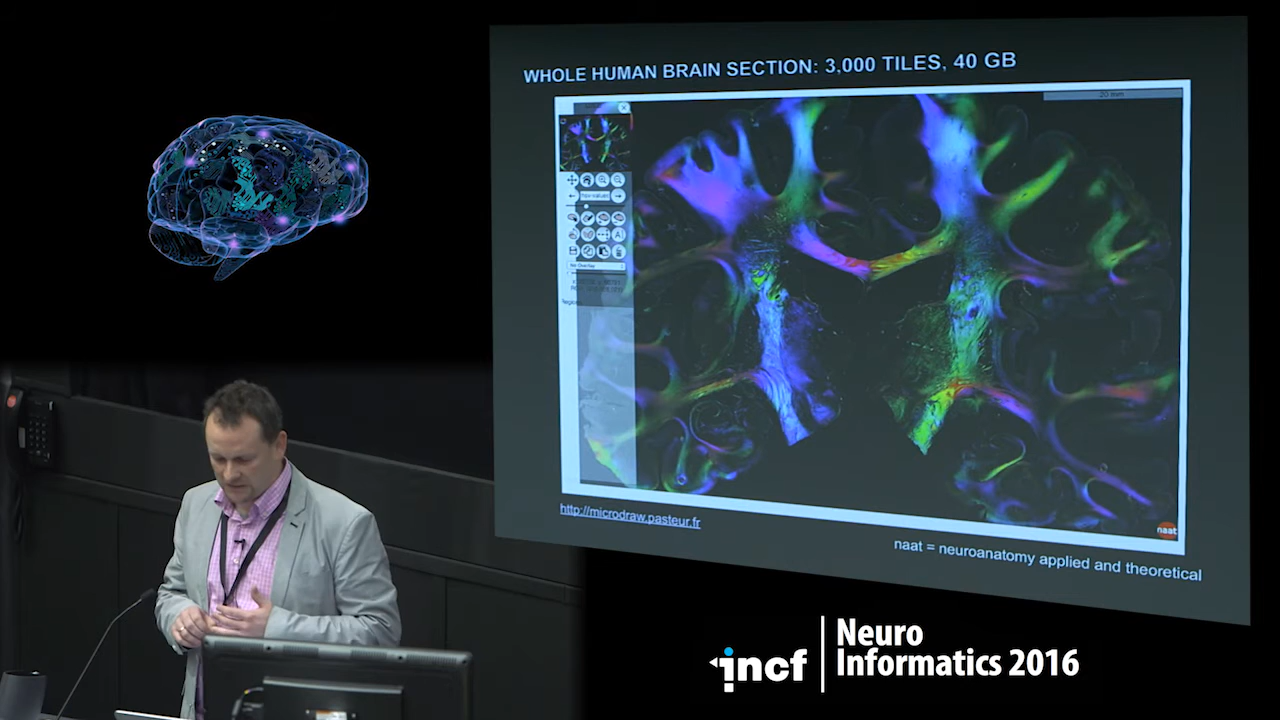 WHOLE HUMAN BRAIN SECTION: 3,000 TILES, 40 GB
20 mm
naat
http://microdraw.pasteur.fr
naat = neuroanatomy applied and theoretical
incf
Neuro
Informatics 2016